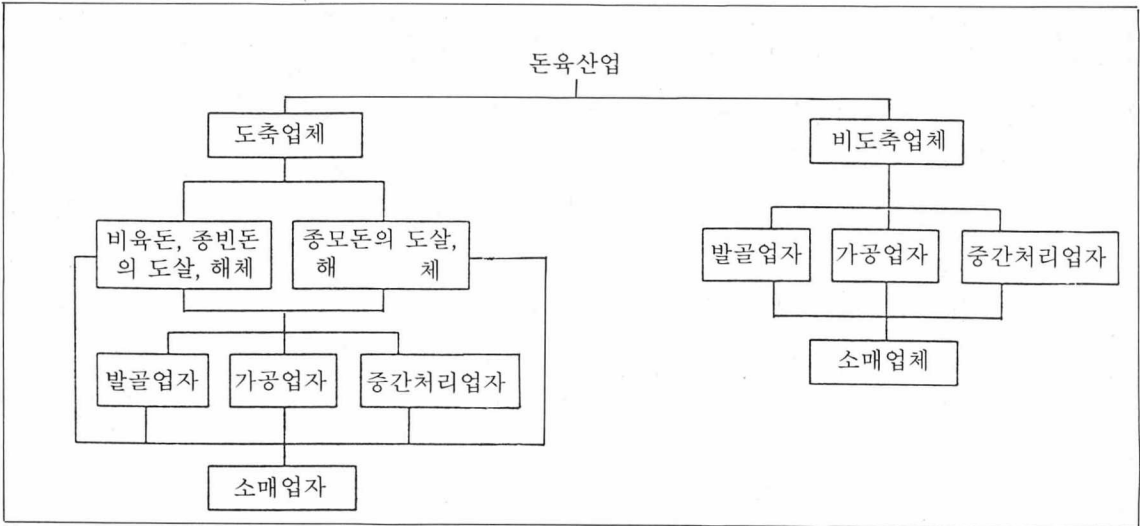 돈육산업
도축업체
비도축업체
비육돈, 종빈돈
의 도살, 해체
종모돈의 도살,
해 체
발골업자
가공업자
중간처리업자
소매업자
발골업자
가공업자
중간처리업자
소매업체